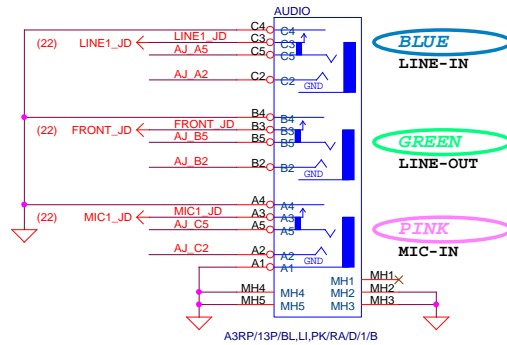 AUDIO
C4 C4
(22) LINE1_JD LINE1_JD C3 C3
AJ_A5 C5 C5
AJ_A2 C2 C2
GND
BLUE
LINE-IN
B4 B4
(22) FRONT_JD FRONT_JD B3 B3
AJ_B5 B5 B5
AJ_B2 B2 B2
GND
GREEN
LINE-OUT
A4 A4
(22) MIC1_JD MIC1_JD A3 A3
AJ_C5 A5 A5
AJ_C2 A2 A2
GND
A1 A1
PINK
MIC-IN
MH1 MH1
MH4 MH4 MH2 MH2
MH5 MH5 MH3 MH3
A3RP/13P/BL,LI,PK/RA/D/1/B